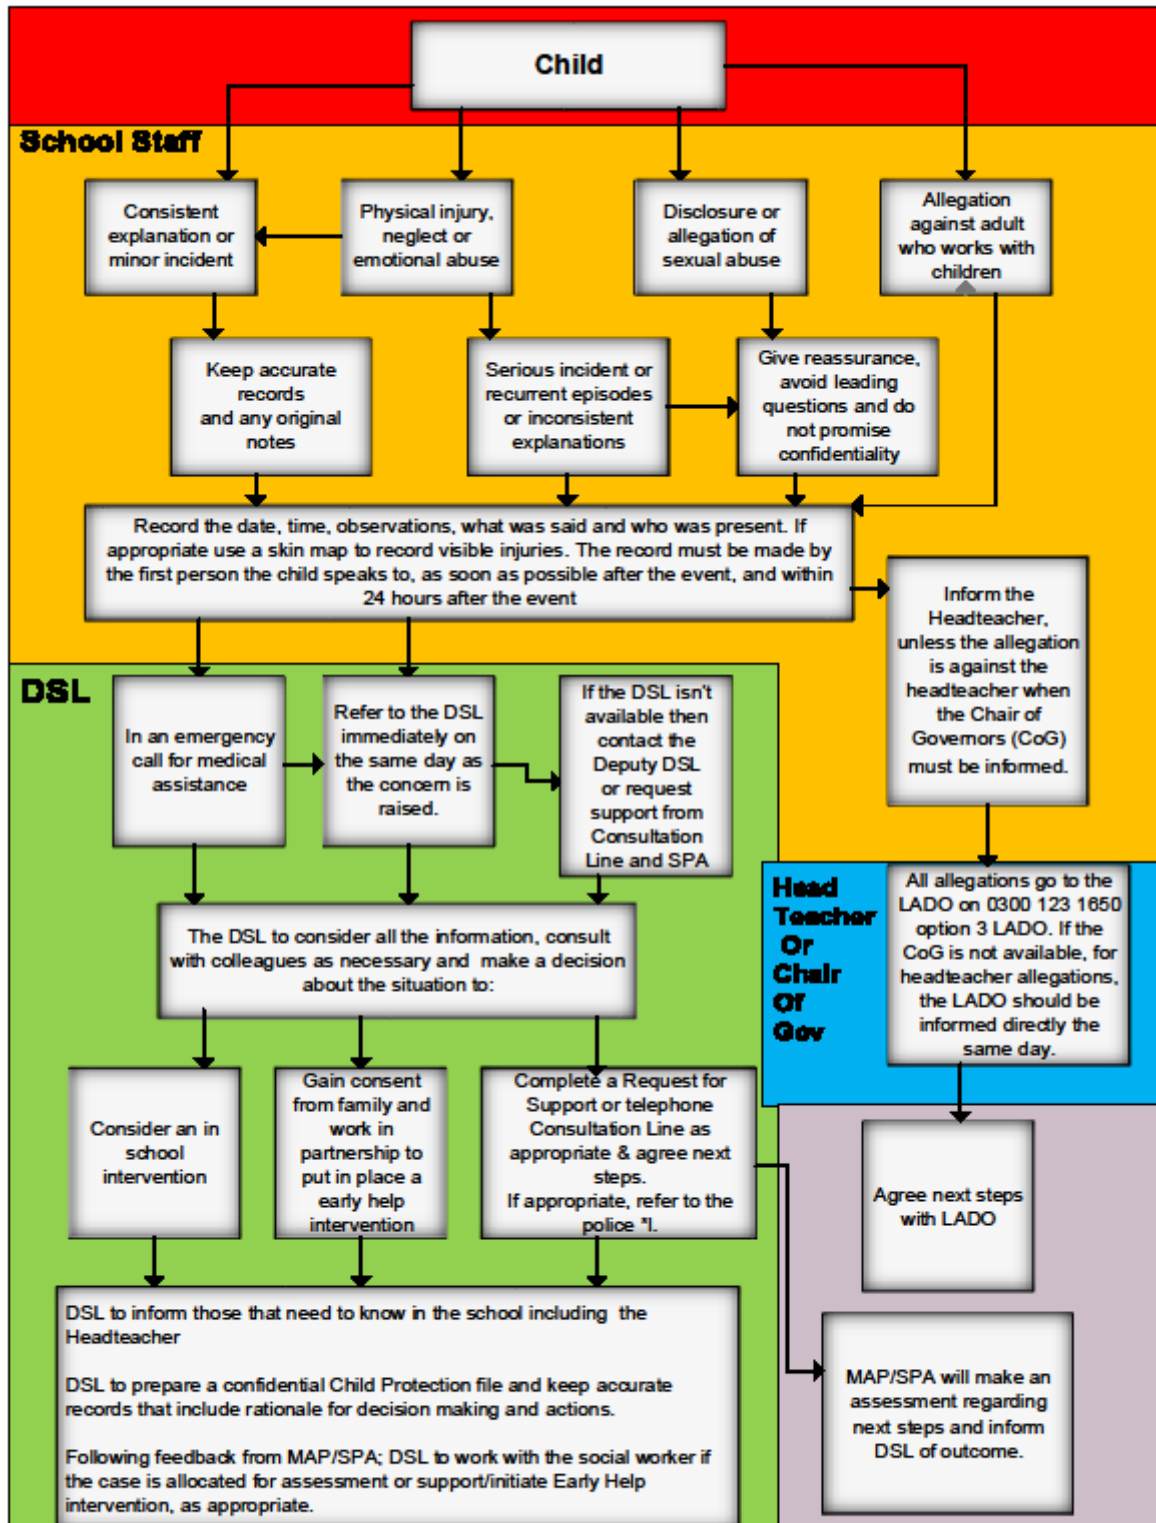 Child
School Staff
Consistent
explanation or
minor incident
Physical injury,
neglect or
emotional abuse
Disclosure or
allegation of
sexual abuse
Allegation
against adult
who works with
children
Keep accurate
records
and any original
notes
Serious incident or
recurrent episodes
or inconsistent
explanations
Give reassurance,
avoid leading
questions and do
not promise
confidentiality
Record the date, time, observations, what was said and who was present. If
appropriate use a skin map to record visible injuries. The record must be made by
the first person the child speaks to, as soon as possible after the event, and within
24 hours after the event
Inform the
Headteacher,
unless the allegation
is against the
headteacher when
the Chair of
Governors (CoG)
must be informed.
DSL
In an emergency
call for medical
assistance
Refer to the DSL
immediately on
the same day as
the concern is
raised.
If the DSL isn't
available then
contact the
Deputy DSL
or request
support from
Consultation
Line and SPA
Head
Teacher
Or
Chair
Of
Gov
All allegations go to the
LADO on 0300 123 1650
option 3 LADO. If the
CoG is not available, for
headteacher allegations,
the LADO should be
informed directly the
same day.
The DSL to consider all the information, consult
with colleagues as necessary and make a decision
about the situation to:
Consider an in
school
intervention
Gain consent
from family and
work in
partnership to
put in place a
early help
intervention
Complete a Request for
Support or telephone
Consultation Line as
appropriate & agree next
steps.
If appropriate, refer to the
police *l.
Agree next steps
with LADO
DSL to inform those that need to know in the school including the
Headteacher
DSL to prepare a confidential Child Protection file and keep accurate
records that include rationale for decision making and actions.
Following feedback from MAP/SPA; DSL to work with the social worker if
the case is allocated for assessment or support/initiate Early Help
intervention, as appropriate.
MAP/SPA will make an
assessment regarding
next steps and inform
DSL of outcome.